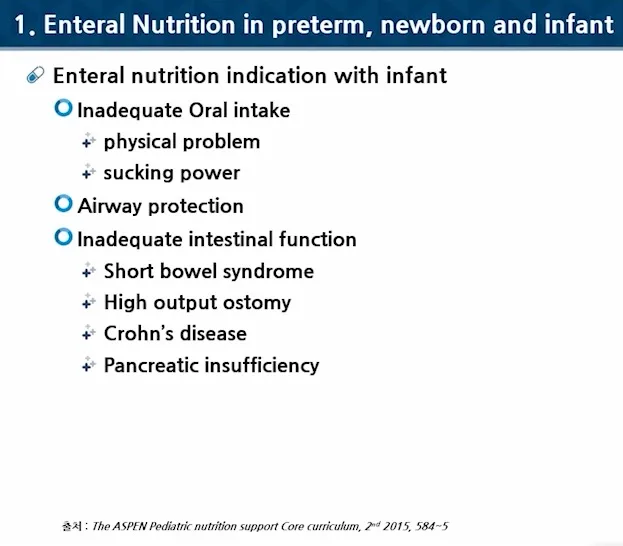 1. Enteral Nutrition in preterm, newborn and infant
Enteral nutrition indication with infant
Inadequate Oral intake
physical problem
sucking power
Airway protection
Inadequate intestinal function
Short bowel syndrome
High output ostomy
Crohn's disease
Pancreatic insufficiency
출처 : The ASPEN Pediatric nutrition support Core curriculum, 2nd 2015, 584-5